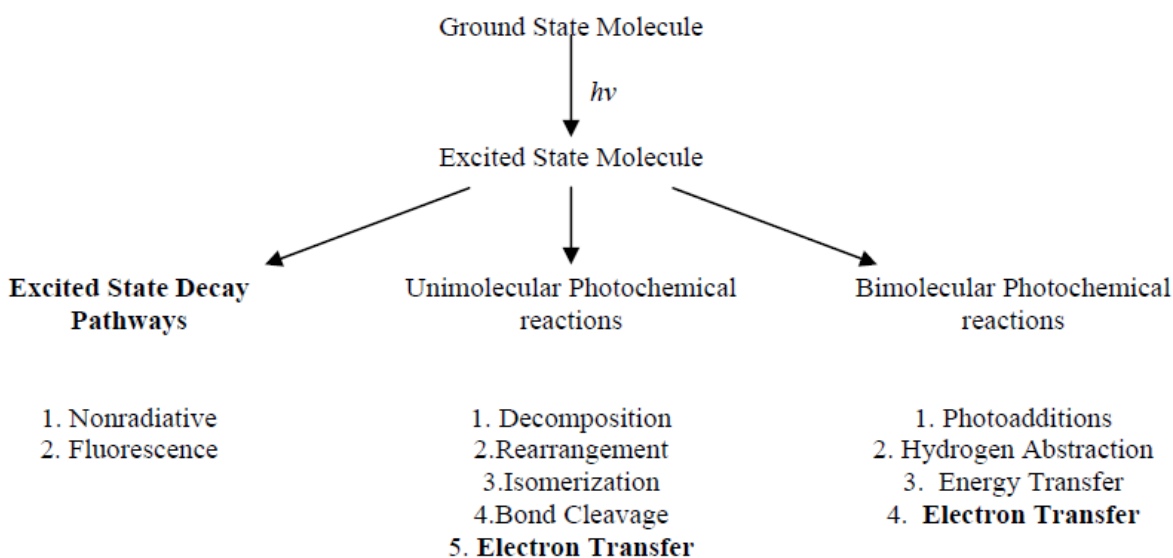 Ground State Molecule
hv
Excited State Molecule
Excited State Decay
Pathways
1. Nonradiative
2. Fluorescence
Unimolecular Photochemical
reactions
1. Decomposition
2.Rearrangement
3.Isomerization
4.Bond Cleavage
5. Electron Transfer
Bimolecular Photochemical
reactions
1. Photoadditions
2. Hydrogen Abstraction
3. Energy Transfer
4. Electron Transfer